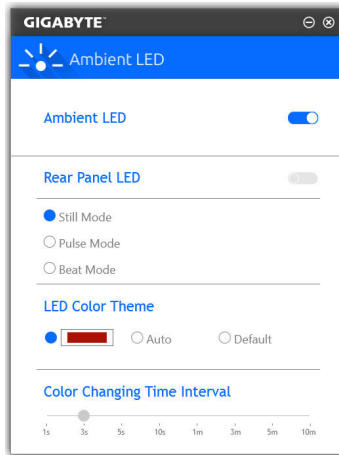 GIGABYTE™
Ambient LED
Ambient LED
Rear Panel LED
Still Mode
Pulse Mode
Beat Mode
LED Color Theme
Auto Default
Color Changing Time Interval
1s 3s 5s 10s 1m 3m 5m 10m